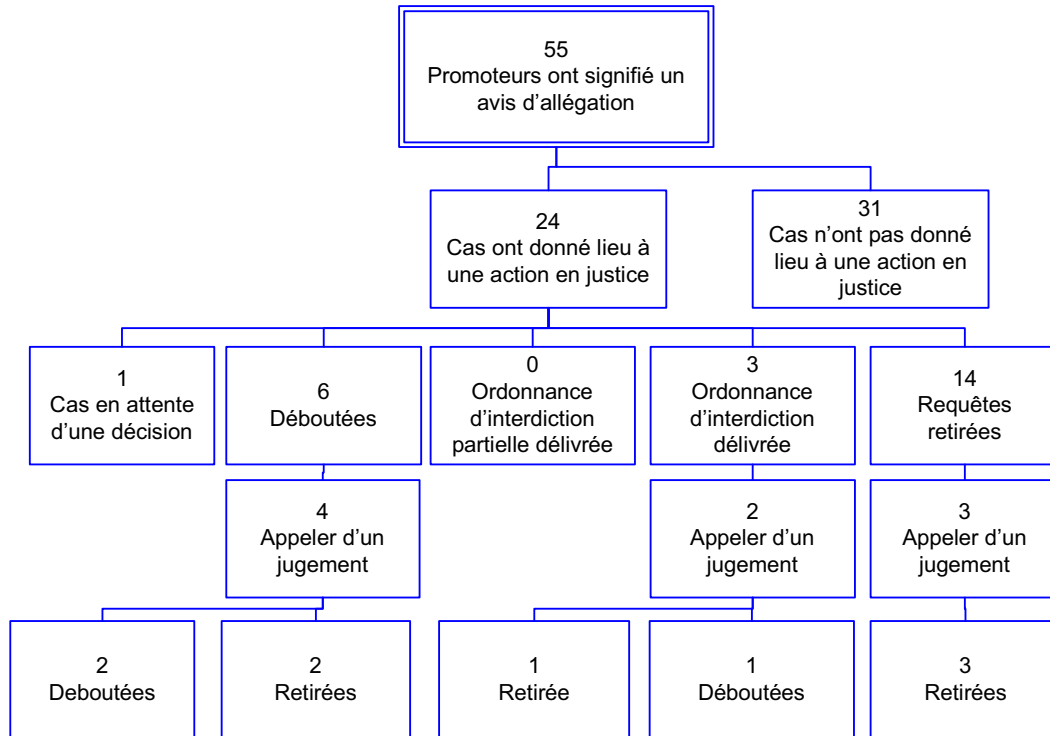 55
Promoteurs ont signifié un
avis d'allégation
24
Cas ont donné lieu à
une action en justice
31
Cas n'ont pas donné
lieu à une action en
justice
1
Cas en attente
d'une décision
6
Déboutées
0
Ordonnance
d'interdiction
partielle délivrée
3
Ordonnance
d'interdiction
délivrée
14
Requêtes
retirées
4
Appeler d'un
jugement
2
Appeler d'un
jugement
3
Appeler d'un
jugement
2
Deboutées
2
Retirées
1
Retirée
1
Déboutées
3
Retirées